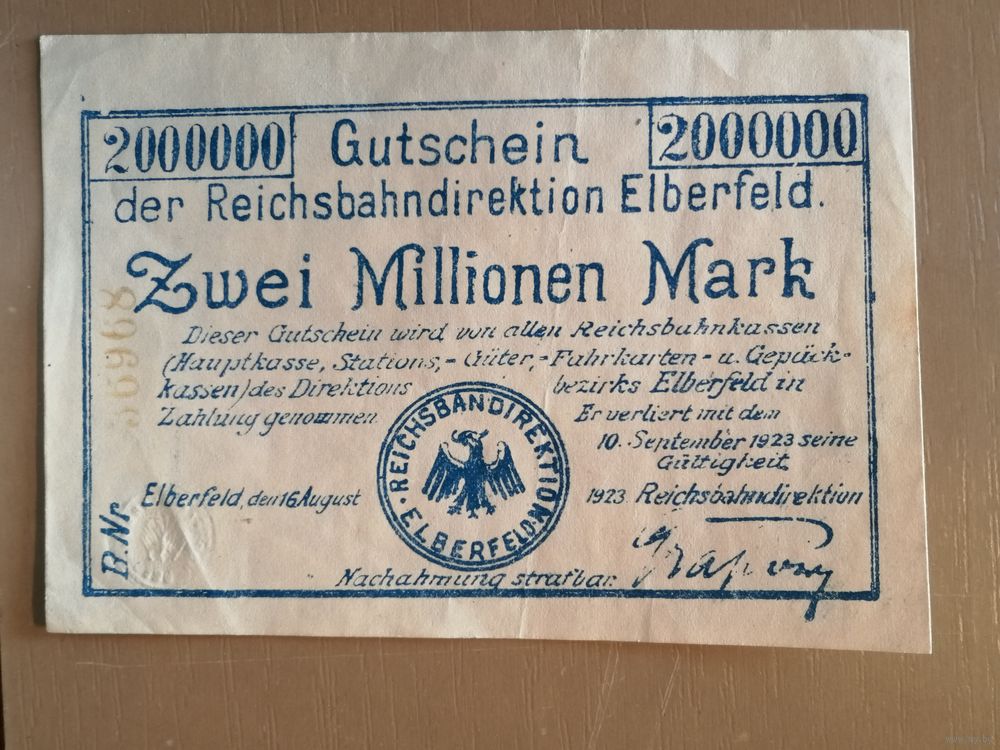 2000000 Gutschein 2000000
der Reichsbahndirektion Elberfeld.
Zwei Millionen Mark
Dieser Gutschein wird von allen Reichsbahnkassen
(Hauptkasse, Stations,- Güter,- Fahrkarten- u. Gepäck-
kassen) des Direktions bezirks Elberfeld in
Zahlung genommen Er verliert mit dem
10. September 1923 seine
Gültigkeit
Elberfeld, den 16 August 1923 Reichsbahndirektion
REICHSBAHNDIREKTION
ELBERFELD
Nachahmung strafbar.
B. Nr
56968